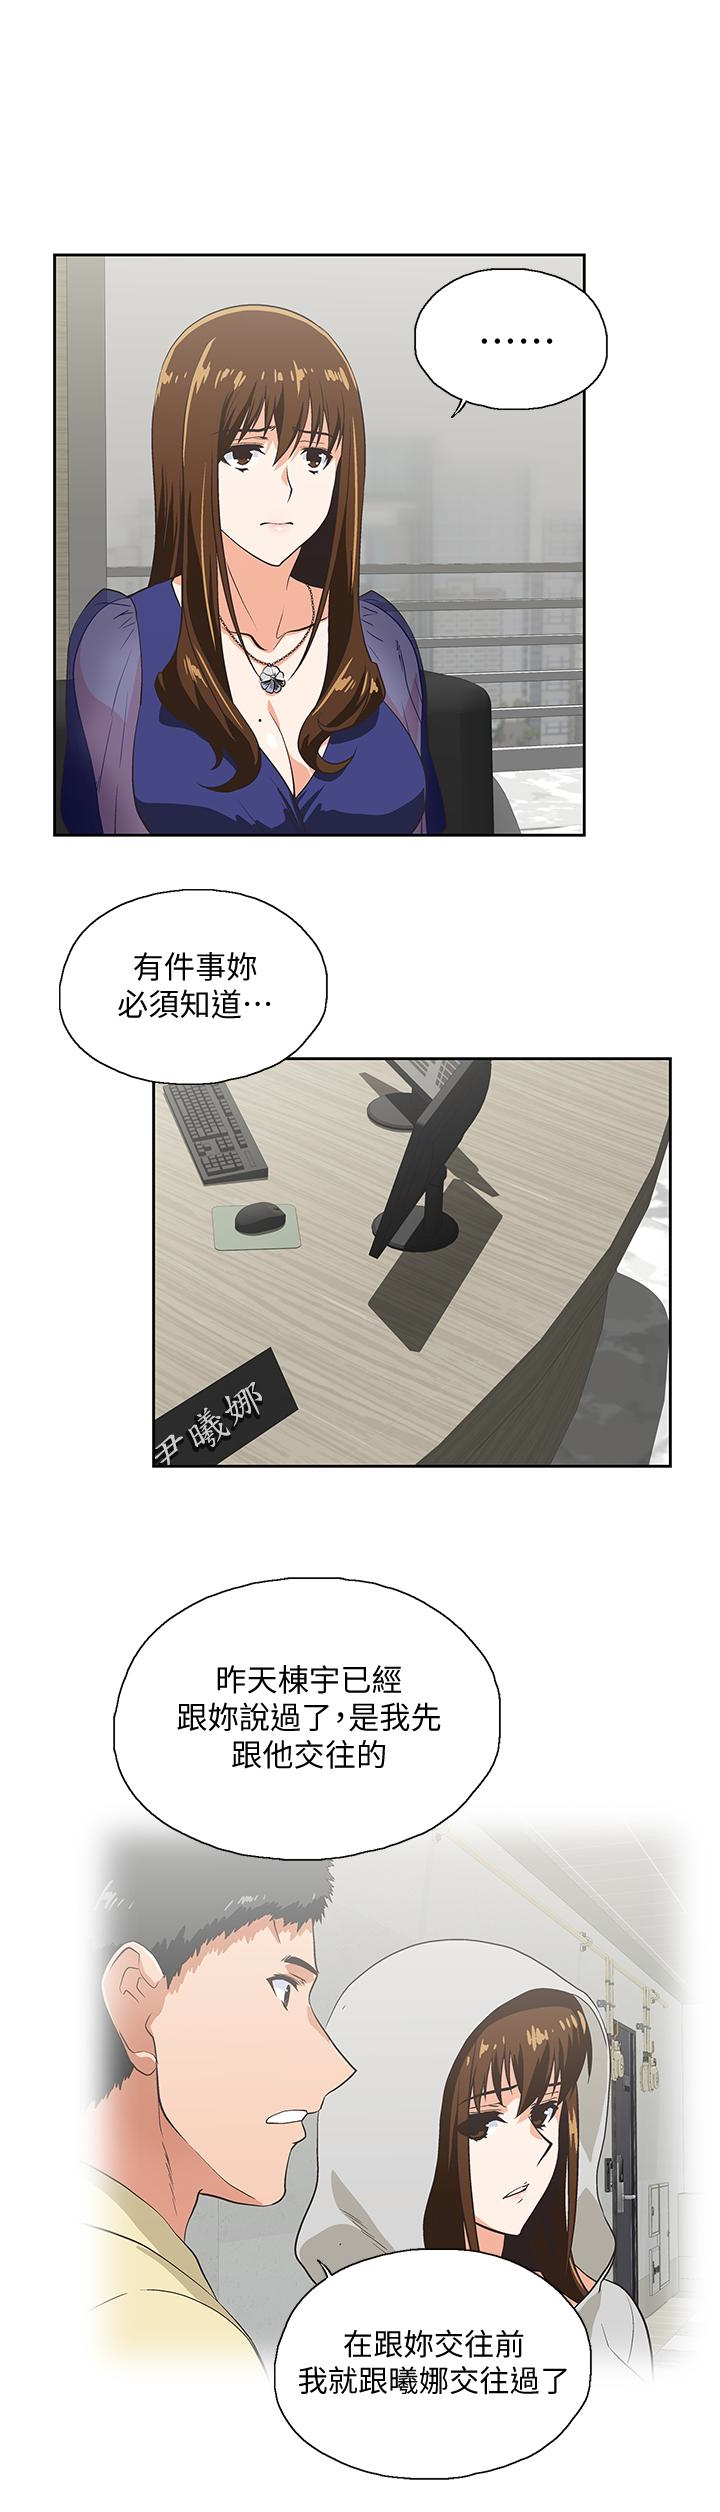 ……
有件事妳
必須知道…
尹曦娜
昨天棟宇已經
跟妳說過了，是我先
跟他交往的
在跟妳交往前
我就跟曦娜交往過了